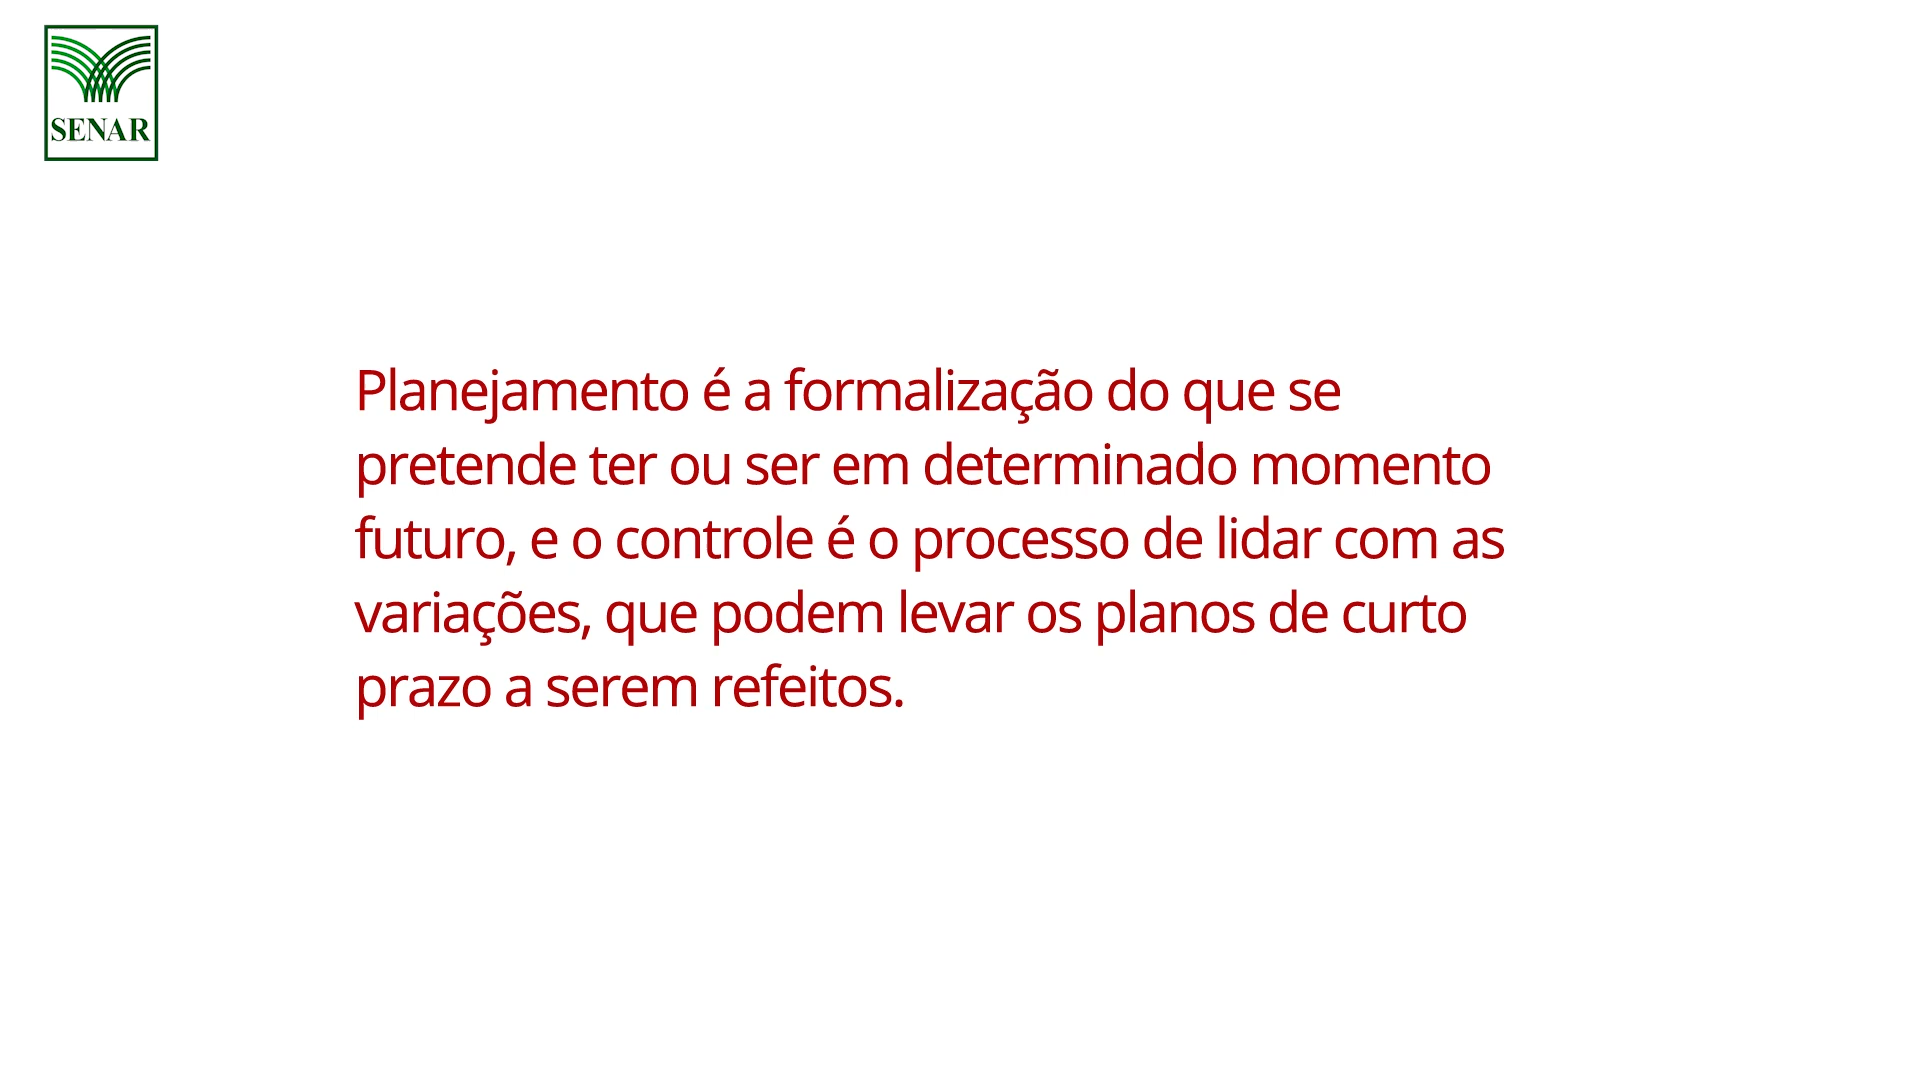 SENAR
Planejamento é a formalização do que se
pretende ter ou ser em determinado momento
futuro, e o controle é o processo de lidar com as
variações, que podem levar os planos de curto
prazo a serem refeitos.